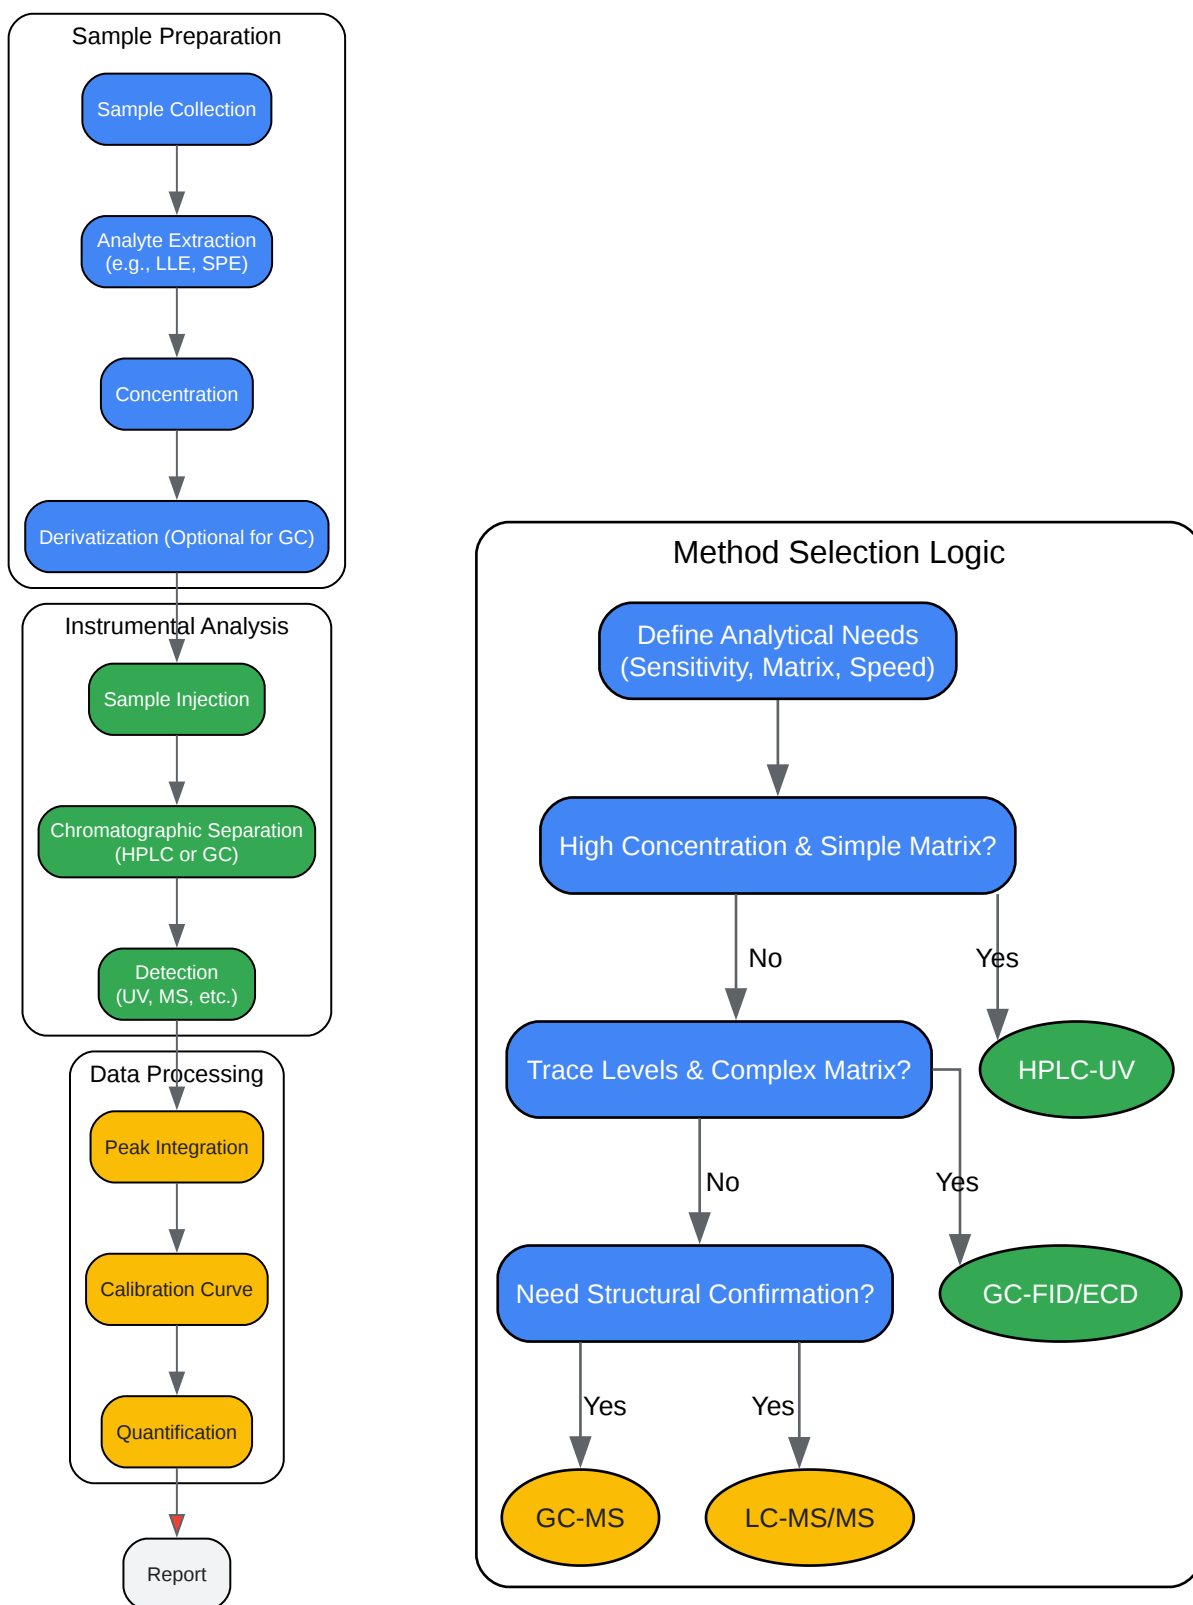 Sample Preparation
Sample Collection
Analyte Extraction
(e.g., LLE, SPE)
Concentration
Derivatization (Optional for GC)
Instrumental Analysis
Sample Injection
Chromatographic Separation
(HPLC or GC)
Detection
(UV, MS, etc.)
Data Processing
Peak Integration
Calibration Curve
Quantification
Report
Method Selection Logic
Define Analytical Needs
(Sensitivity, Matrix, Speed)
High Concentration & Simple Matrix?
No
Yes
Trace Levels & Complex Matrix?
HPLC-UV
No
Yes
Need Structural Confirmation?
GC-FID/ECD
Yes
Yes
GC-MS
LC-MS/MS